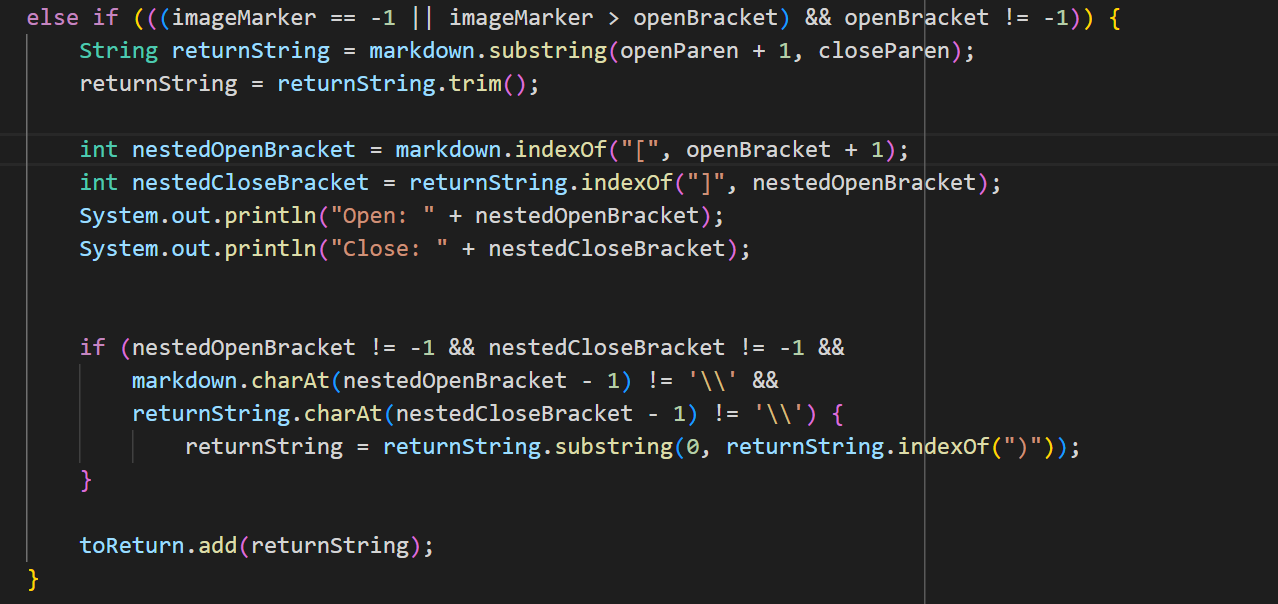 else if (((imageMarker == -1 || imageMarker > openBracket) && openBracket != -1)) {
    String returnString = markdown.substring(openParen + 1, closeParen);
    returnString = returnString.trim();

    int nestedOpenBracket = markdown.indexOf("[", openBracket + 1);
    int nestedCloseBracket = returnString.indexOf("]", nestedOpenBracket);
    System.out.println("Open: " + nestedOpenBracket);
    System.out.println("Close: " + nestedCloseBracket);


    if (nestedOpenBracket != -1 && nestedCloseBracket != -1 &&
        markdown.charAt(nestedOpenBracket - 1) != '\\' &&
        returnString.charAt(nestedCloseBracket - 1) != '\\') {
            returnString = returnString.substring(0, returnString.indexOf(")"));
    }

    toReturn.add(returnString);
}